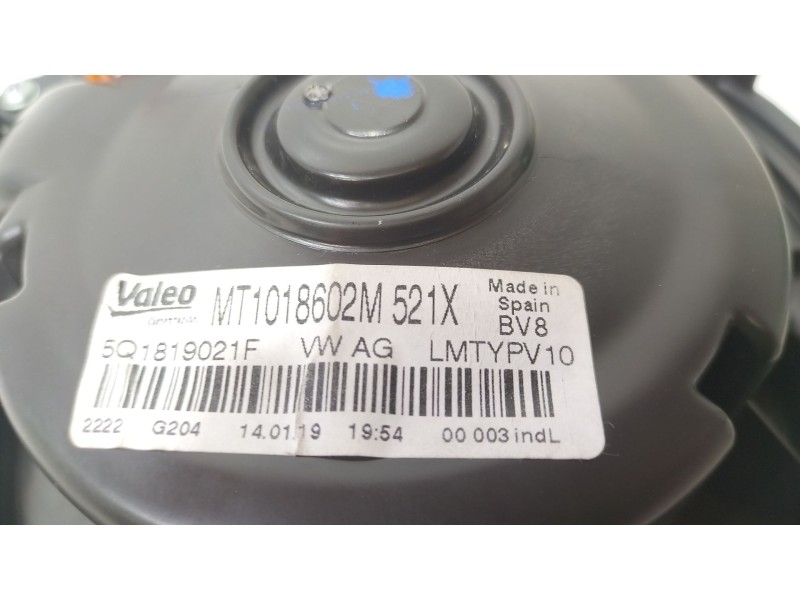 Valeo MT1018602M 521X Made in
Spain
BV8
5Q1819021F VW AG LMTYPV10
2222 G204 14.01.19 19:54 00 003 indL